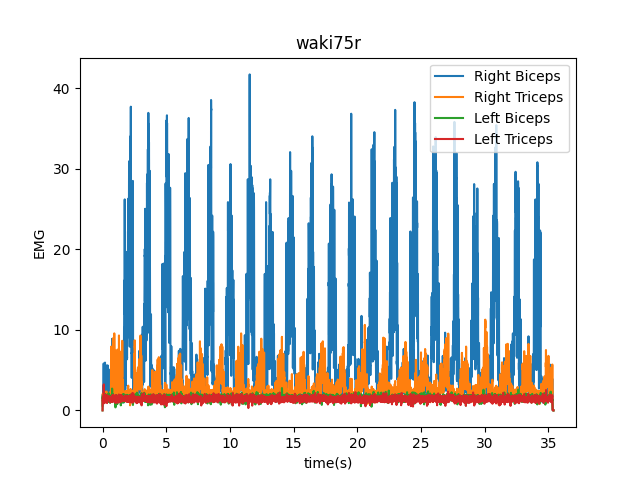 waki75r
Right Biceps
Right Triceps
Left Biceps
Left Triceps
EMG
40
30
20
10
0
0 5 10 15 20 25 30 35
time(s)